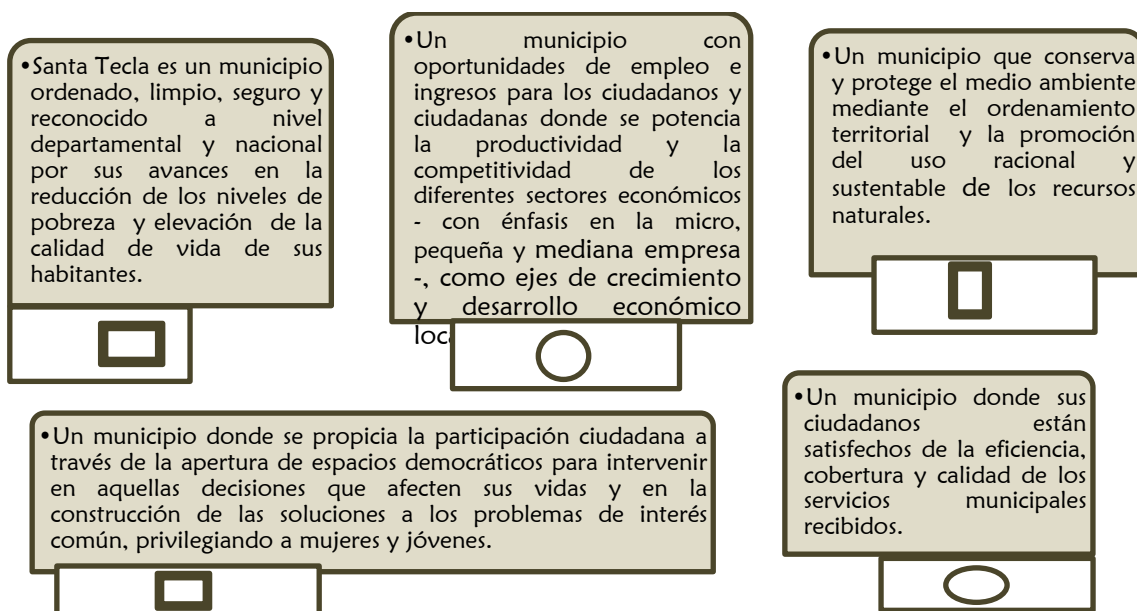 •Santa Tecla es un municipio
ordenado, limpio, seguro y
reconocido a nivel
departamental y nacional
por sus avances en la
reducción de los niveles de
pobreza y elevación de la
calidad de vida de sus
habitantes.
•Un municipio con
oportunidades de empleo e
ingresos para los ciudadanos y
ciudadanas donde se potencia
la productividad y la
competitividad de los
diferentes sectores económicos
- con énfasis en la micro,
pequeña y mediana empresa
-, como ejes de crecimiento
y desarrollo económico
•Un municipio que conserva
y protege el medio ambiente
mediante el ordenamiento
territorial y la promoción
del uso racional y
sustentable de los recursos
naturales.
•Un municipio donde se propicia la participación ciudadana a
través de la apertura de espacios democráticos para intervenir
en aquellas decisiones que afecten sus vidas y en la
construcción de las soluciones a los problemas de interés
común, privilegiando a mujeres y jóvenes.
•Un municipio donde sus
ciudadanos están
satisfechos de la eficiencia,
cobertura y calidad de los
servicios municipales
recibidos.